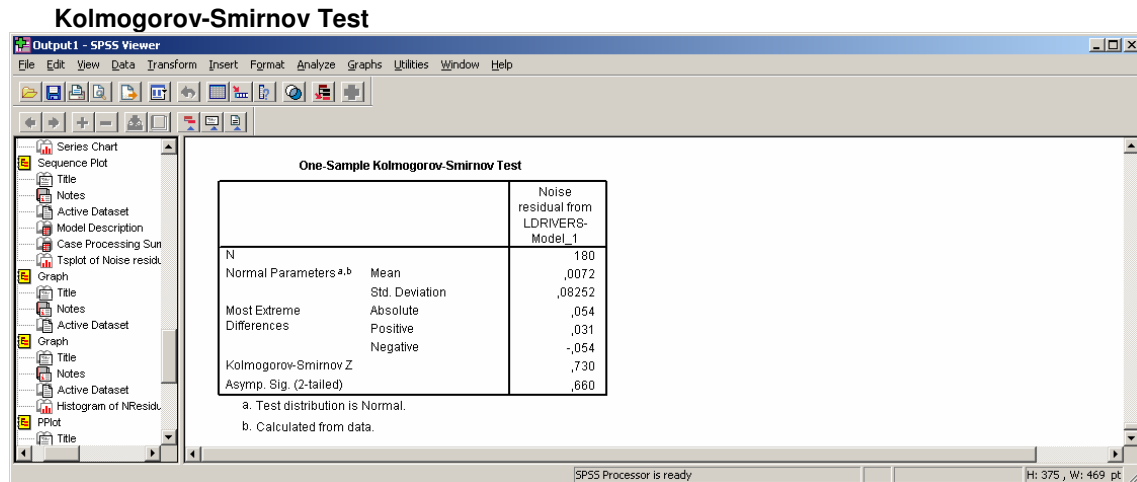 Kolmogorov-Smirnov Test
Output1 - SPSS Viewer
File Edit View Data Transform Insert Format Analyze Graphs Utilities Window Help
Series Chart
Sequence Plot
Title
Notes
Active Dataset
Model Description
Case Processing Sum
Tsplot of Noise residu
Graph
Title
Notes
Active Dataset
Graph
Title
Notes
Active Dataset
Histogram of NResidu
PPlot
Title
One-Sample Kolmogorov-Smirnov Test
Noise
residual from
LDRIVERS-
Model_1
N 180
Normal Parameters a,b Mean ,0072
Std. Deviation ,08252
Most Extreme Absolute ,054
Differences Positive ,031
Negative -,054
Kolmogorov-Smirnov Z ,730
Asymp. Sig. (2-tailed) ,660
a. Test distribution is Normal.
b. Calculated from data.
SPSS Processor is ready H: 375 , W: 469 pt